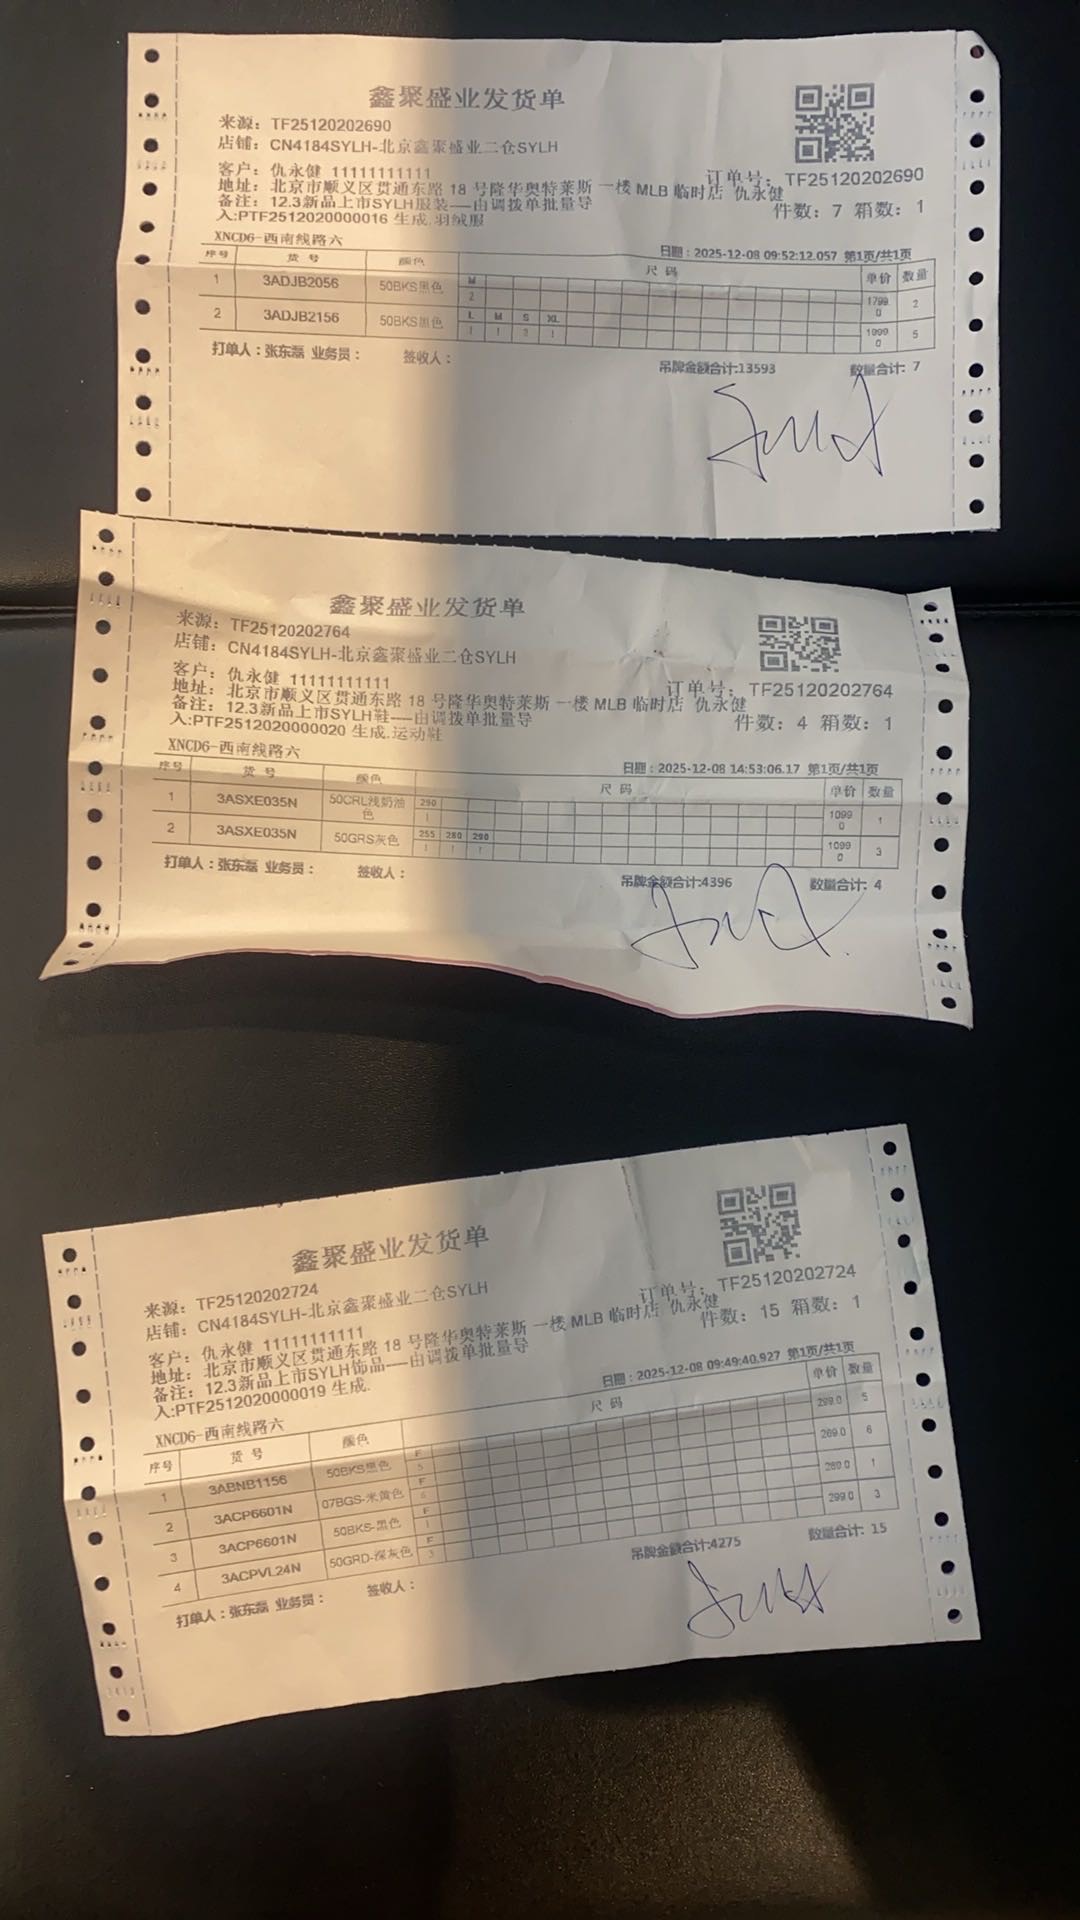 鑫聚盛业发货单
来源：TF25120202690
店铺：CN4184SYLH-北京鑫聚盛业二仓SYLH
客户：仇永健 11111111111
订单号：TF25120202690
地址：北京市顺义区贯通东路 18 号隆华奥特莱斯 一楼 MLB 临时店 仇永健
备注：12.3新品上市SYLH服装—由调拨单批量导
件数：7 箱数：1
入:PTF2512020000016 生成.羽绒服
XNCD6-西南线路六
日期：2025-12-08 09:52:12.057 第1页/共1页
序号 货 号 颜色 尺 码 单价 数量
1 3ADJB2056 50BKS黑色 M 1799 2
2 0
2 3ADJB2156 50BKS黑色 L M S XL 5
1 1 2 1 0
打单人：张东磊 业务员： 签收人： 吊牌金额合计:13593 数量合计: 7
鑫聚盛业发货单
来源：TF25120202764
店铺：CN4184SYLH-北京鑫聚盛业二仓SYLH
客户：仇永健 11111111111
订单号：TF25120202764
地址：北京市顺义区贯通东路 18 号隆华奥特莱斯 一楼 MLB 临时店 仇永健
备注：12.3新品上市SYLH鞋—由调拨单批量导
件数：4 箱数：1
入:PTF2512020000020 生成.运动鞋
XNCD6-西南线路六
日期：2025-12-08 14:53:06.17 第1页/共1页
序号 货 号 颜色 尺 码 单价 数量
1 3ASXE035N 50CRL浅奶油色 290 1099 1
1 0
2 3ASXE035N 50GRS灰色 255 280 290 1099 3
1 1 1 0
打单人：张东磊 业务员： 签收人： 吊牌金额合计:4396 数量合计: 4
鑫聚盛业发货单
来源：TF25120202724
店铺：CN4184SYLH-北京鑫聚盛业二仓SYLH
客户：仇永健 11111111111
订单号：TF25120202724
地址：北京市顺义区贯通东路 18 号隆华奥特莱斯 一楼 MLB 临时店 仇永健
备注：12.3新品上市SYLH饰品—由调拨单批量导
件数：15 箱数：1
入:PTF2512020000019 生成.
XNCD6-西南线路六
日期：2025-12-08 09:49:40.927 第1页/共1页
序号 货 号 颜色 尺 码 单价 数量
1 3ABNB1156 50BKS黑色 F 299.0 5
5
2 3ACP6601N 07BGS-米黄色 F 269.0 6
6
3 3ACP6601N 50BKS-黑色 F 269.0 1
1
4 3ACPVL24N 50GRD-深灰色 F 299.0 3
3
打单人：张东磊 业务员： 签收人： 吊牌金额合计:4275 数量合计: 15